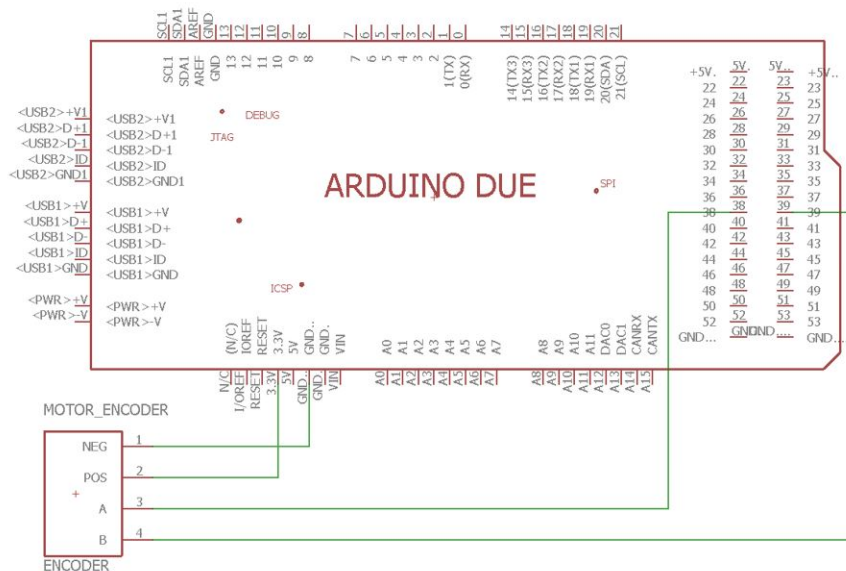 SCL1
SDA1
AREF
GND
13
12
11
10
9
8
7
6
5
4
3
2
1
0
14
15
16
17
18
19
20
21
SCL1
SDA1
AREF
GND
13
12
11
10
9
8
7
6
5
4
3
2
1(TX)
0(RX)
14(TX3)
15(RX3)
16(TX2)
17(RX2)
18(TX1)
19(RX1)
20(SDA)
21(SCL)
<USB2>+V1
<USB2>D+1
<USB2>D-1
<USB2>ID
<USB2>GND1
<USB1>+V
<USB1>D+
<USB1>D-
<USB1>ID
<USB1>GND
<PWR>+V
<PWR>-V
<USB2>+V1
<USB2>D+1
<USB2>D-1
<USB2>ID
<USB2>GND1
<USB1>+V
<USB1>D+
<USB1>D-
<USB1>ID
<USB1>GND
<PWR>+V
<PWR>-V
DEBUG
JTAG
ARDUINO DUE
SPI
ICSP
+5V.. 5V.. 5V.. +5V..
22 22 23 23
24 24 25 25
26 26 27 27
28 28 29 29
30 30 31 31
32 32 33 33
34 34 35 35
36 36 37 37
38 38 39 39
40 40 41 41
42 42 43 43
44 44 45 45
46 46 47 47
48 48 49 49
50 50 51 51
52 52 53 53
GND... GND GND.... GND...
(N/C)
IOREF
RESET
3.3V
5V
GND..
GND.
VIN
A0
A1
A2
A3
A4
A5
A6
A7
A8
A9
A10
A11
DAC0
DAC1
CANRX
CANTX
N/C
I/OREF
RESET
3.3V
5V
GND..
GND.
VIN
A0
A1
A2
A3
A4
A5
A6
A7
A8
A9
A10
A11
A12
A13
A14
A15
MOTOR_ENCODER
NEG 1
POS 2
A 3
B 4
ENCODER